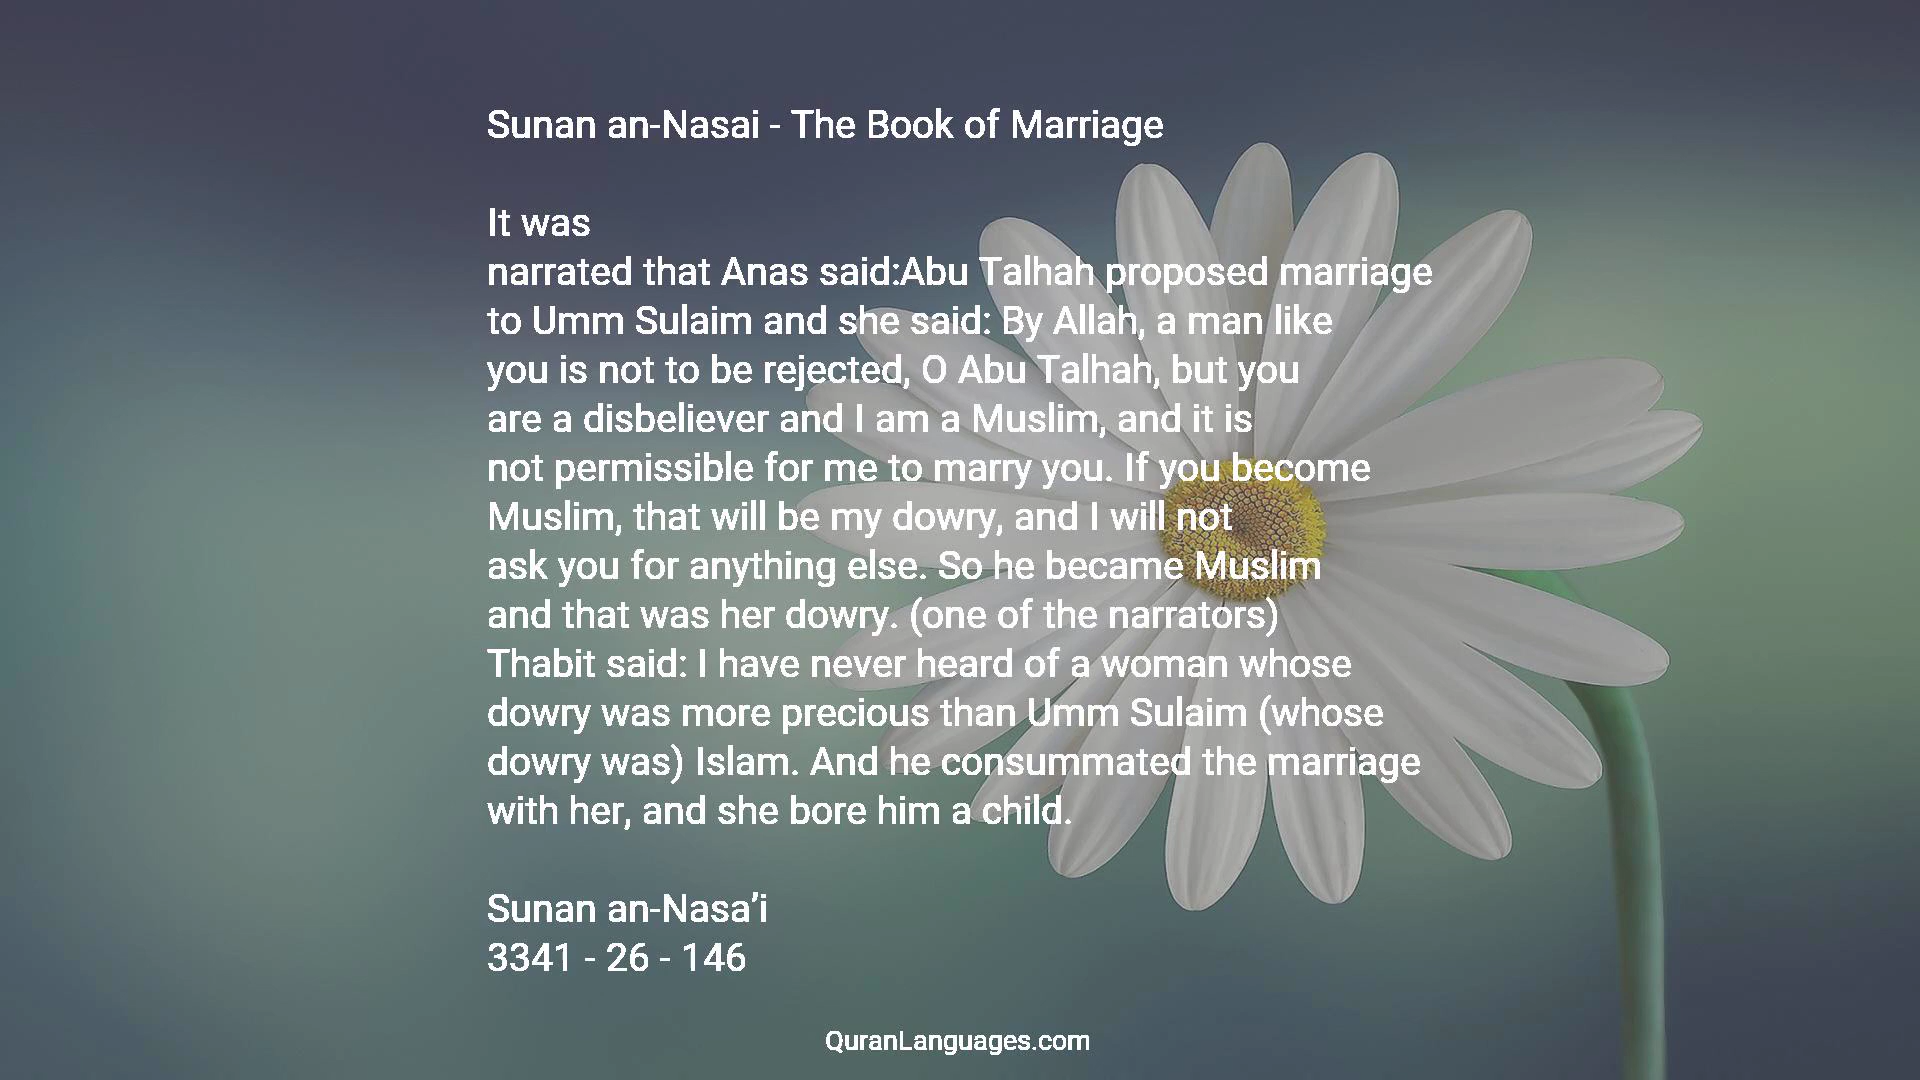 Sunan an-Nasai - The Book of Marriage
It was
narrated that Anas said:Abu Talhah proposed marriage
to Umm Sulaim and she said: By Allah, a man like
you is not to be rejected, O Abu Talhah, but you
are a disbeliever and I am a Muslim, and it is
not permissible for me to marry you. If you become
Muslim, that will be my dowry, and I will not
ask you for anything else. So he became Muslim
and that was her dowry. (one of the narrators)
Thabit said: I have never heard of a woman whose
dowry was more precious than Umm Sulaim (whose
dowry was) Islam. And he consummated the marriage
with her, and she bore him a child.
Sunan an-Nasa’i
3341 - 26 - 146
QuranLanguages.com